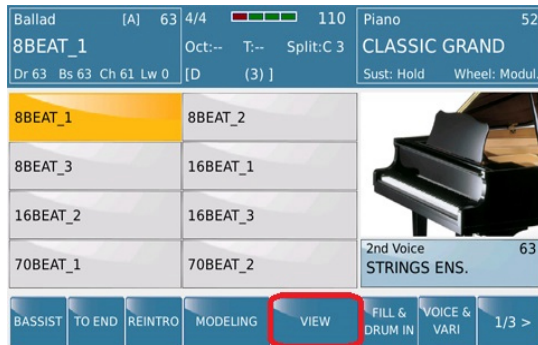 Ballad [A] 63
8BEAT_1
Dr 63 Bs 63 Ch 61 Lw 0
4/4 110
Oct:-- T:-- Split:C 3
[D (3) ]
Piano 52
CLASSIC GRAND
Sust: Hold Wheel: Modul.
8BEAT_1 8BEAT_2
8BEAT_3 16BEAT_1
16BEAT_2 16BEAT_3
70BEAT_1 70BEAT_2
2nd Voice 63
STRINGS ENS.
BASSIST TO END REINTRO MODELING VIEW FILL & DRUM IN VOICE & VARI 1/3 >